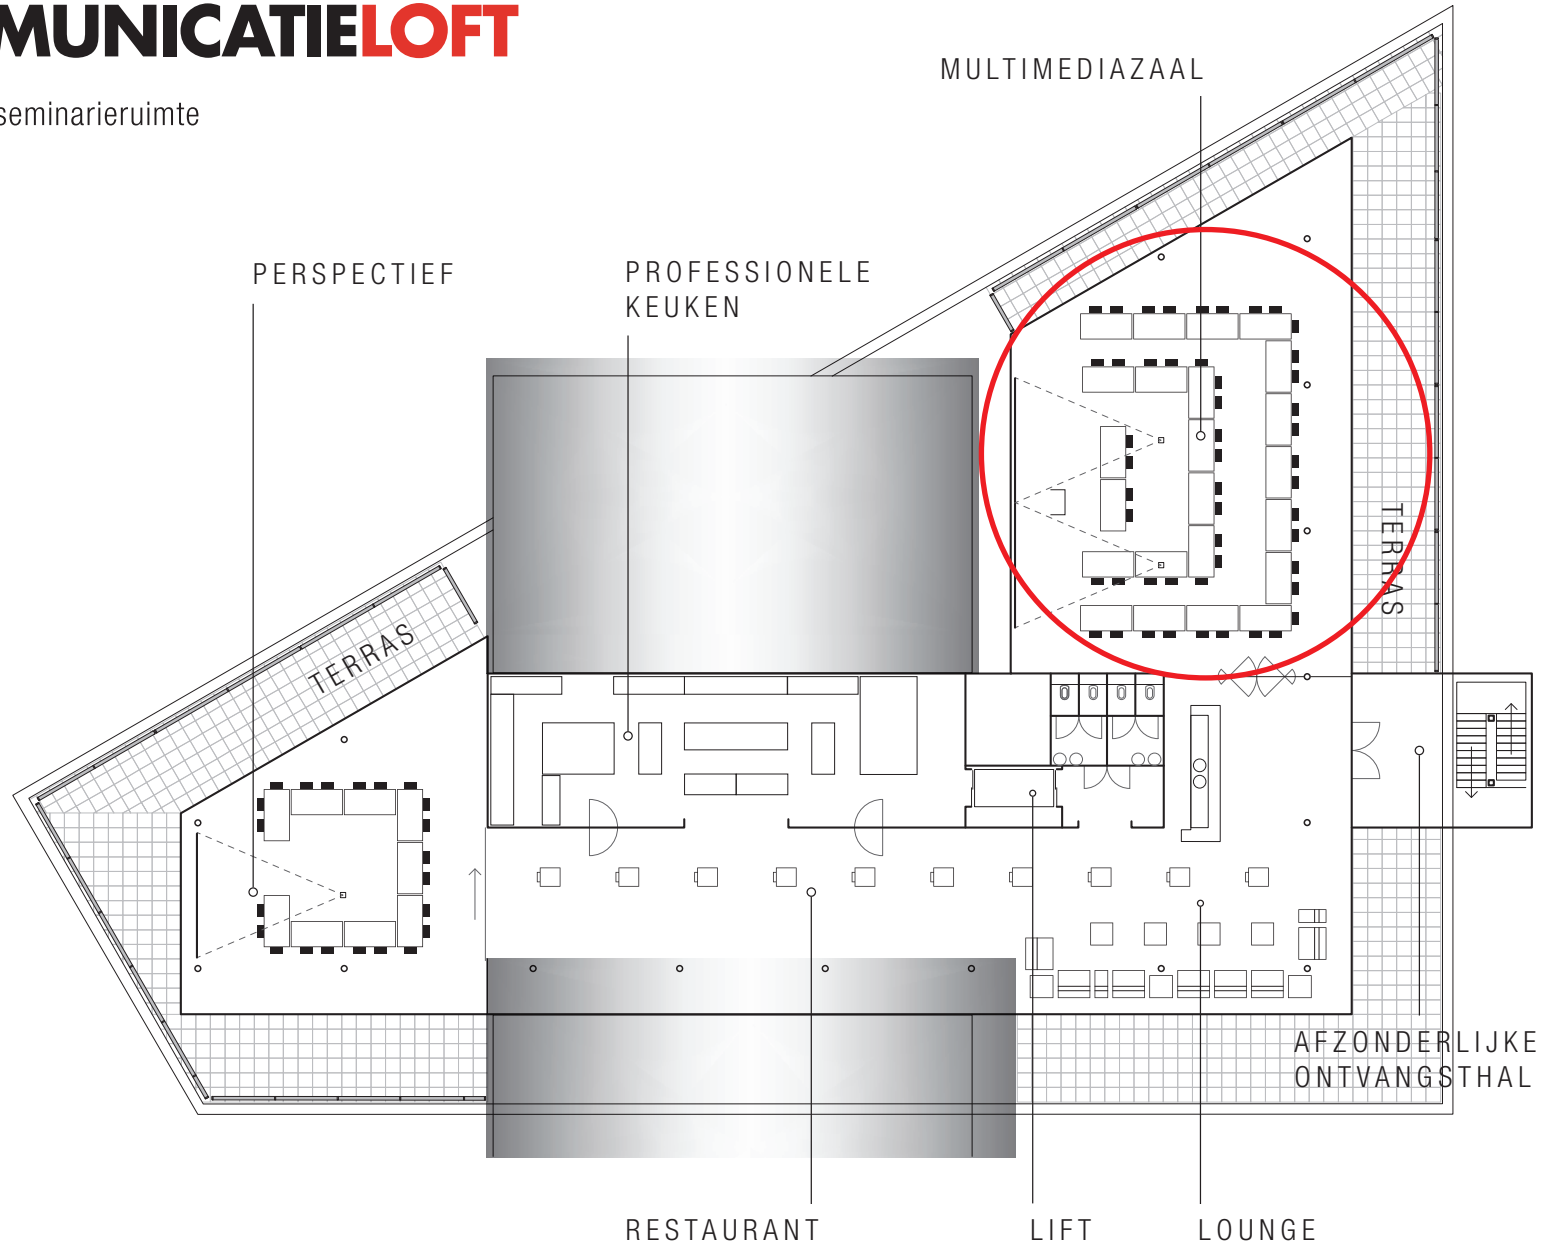 MUNICATIELOFT
seminarieruimte
MULTIMEDIAZAAL
PERSPECTIEF
PROFESSIONELE
KEUKEN
TERRAS
TERRAS
AFZONDERLIJKE
ONTVANGSTHAL
RESTAURANT
LIFT
LOUNGE